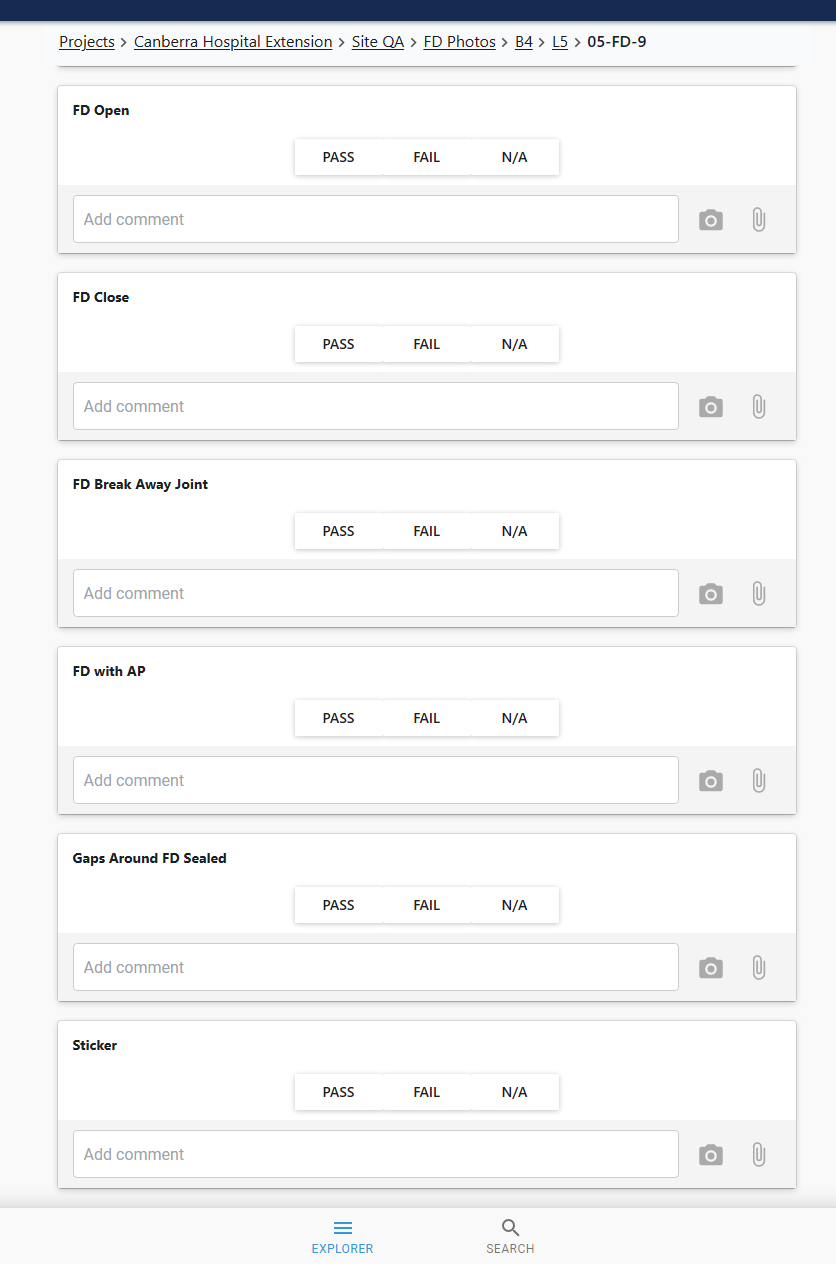 Projects > Canberra Hospital Extension > Site QA > FD Photos > B4 > L5 > 05-FD-9
FD Open
PASS FAIL N/A
Add comment
FD Close
PASS FAIL N/A
Add comment
FD Break Away Joint
PASS FAIL N/A
Add comment
FD with AP
PASS FAIL N/A
Add comment
Gaps Around FD Sealed
PASS FAIL N/A
Add comment
Sticker
PASS FAIL N/A
Add comment
EXPLORER SEARCH